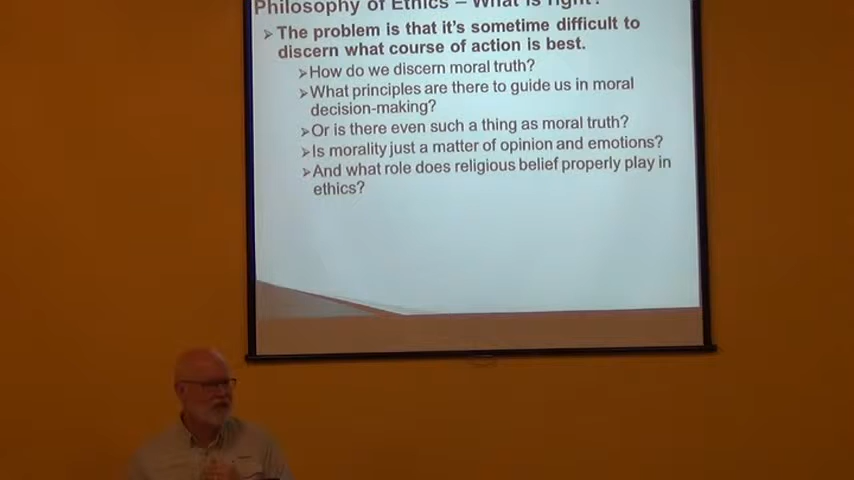 Philosophy of Ethics – What is right?
The problem is that it's sometime difficult to
discern what course of action is best.
How do we discern moral truth?
What principles are there to guide us in moral
decision-making?
Or is there even such a thing as moral truth?
Is morality just a matter of opinion and emotions?
And what role does religious belief properly play in
ethics?